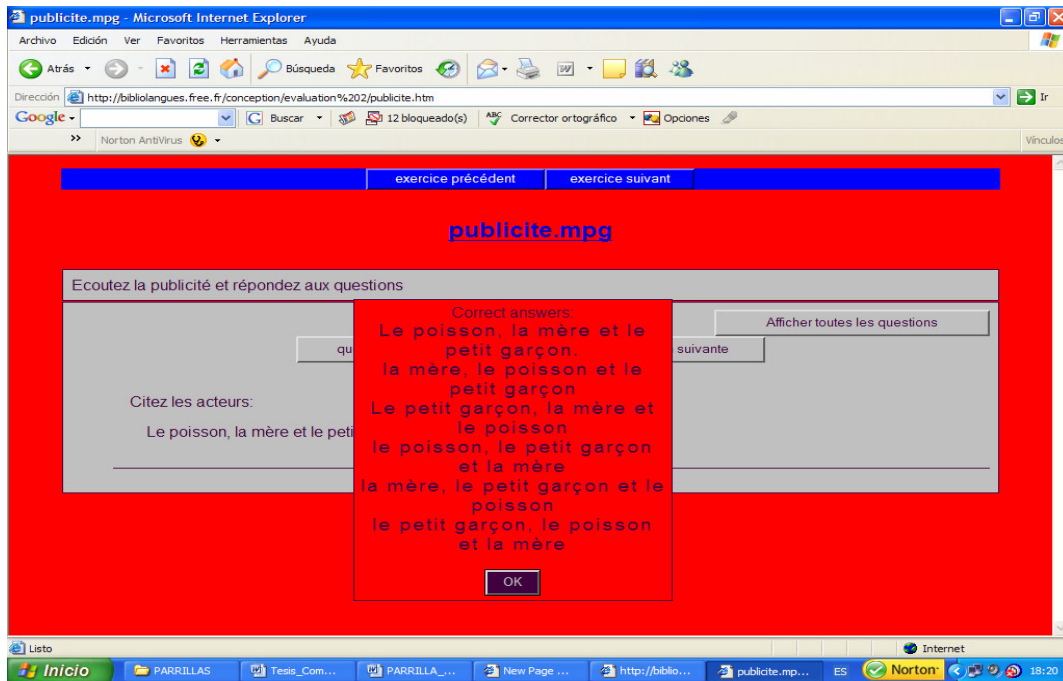 publicite.mpg - Microsoft Internet Explorer
Archivo Edición Ver Favoritos Herramientas Ayuda
Atrás Búsqueda Favoritos
Dirección http://bibliolangues.free.fr/conception/evaluation%202/publicite.htm Ir
Google Buscar 12 bloqueado(s) ABC Corrector ortográfico Opciones
» Norton AntiVirus Vínculos
exercice précédent exercice suivant
publicite.mpg
Ecoutez la publicité et répondez aux questions
Afficher toutes les questions
qu suivante
Citez les acteurs:
Le poisson, la mère et le peti
Correct answers:
Le poisson, la mère et le
petit garçon.
la mère, le poisson et le
petit garçon
Le petit garçon, la mère et
le poisson
le poisson, le petit garçon
et la mère
la mère, le petit garçon et le
poisson
le petit garçon, le poisson
et la mère
OK
Listo Internet
Inicio PARRILLAS Tesis_Com... PARRILLA_... New Page ... http://biblio... publicite.mp... ES Norton 18:20